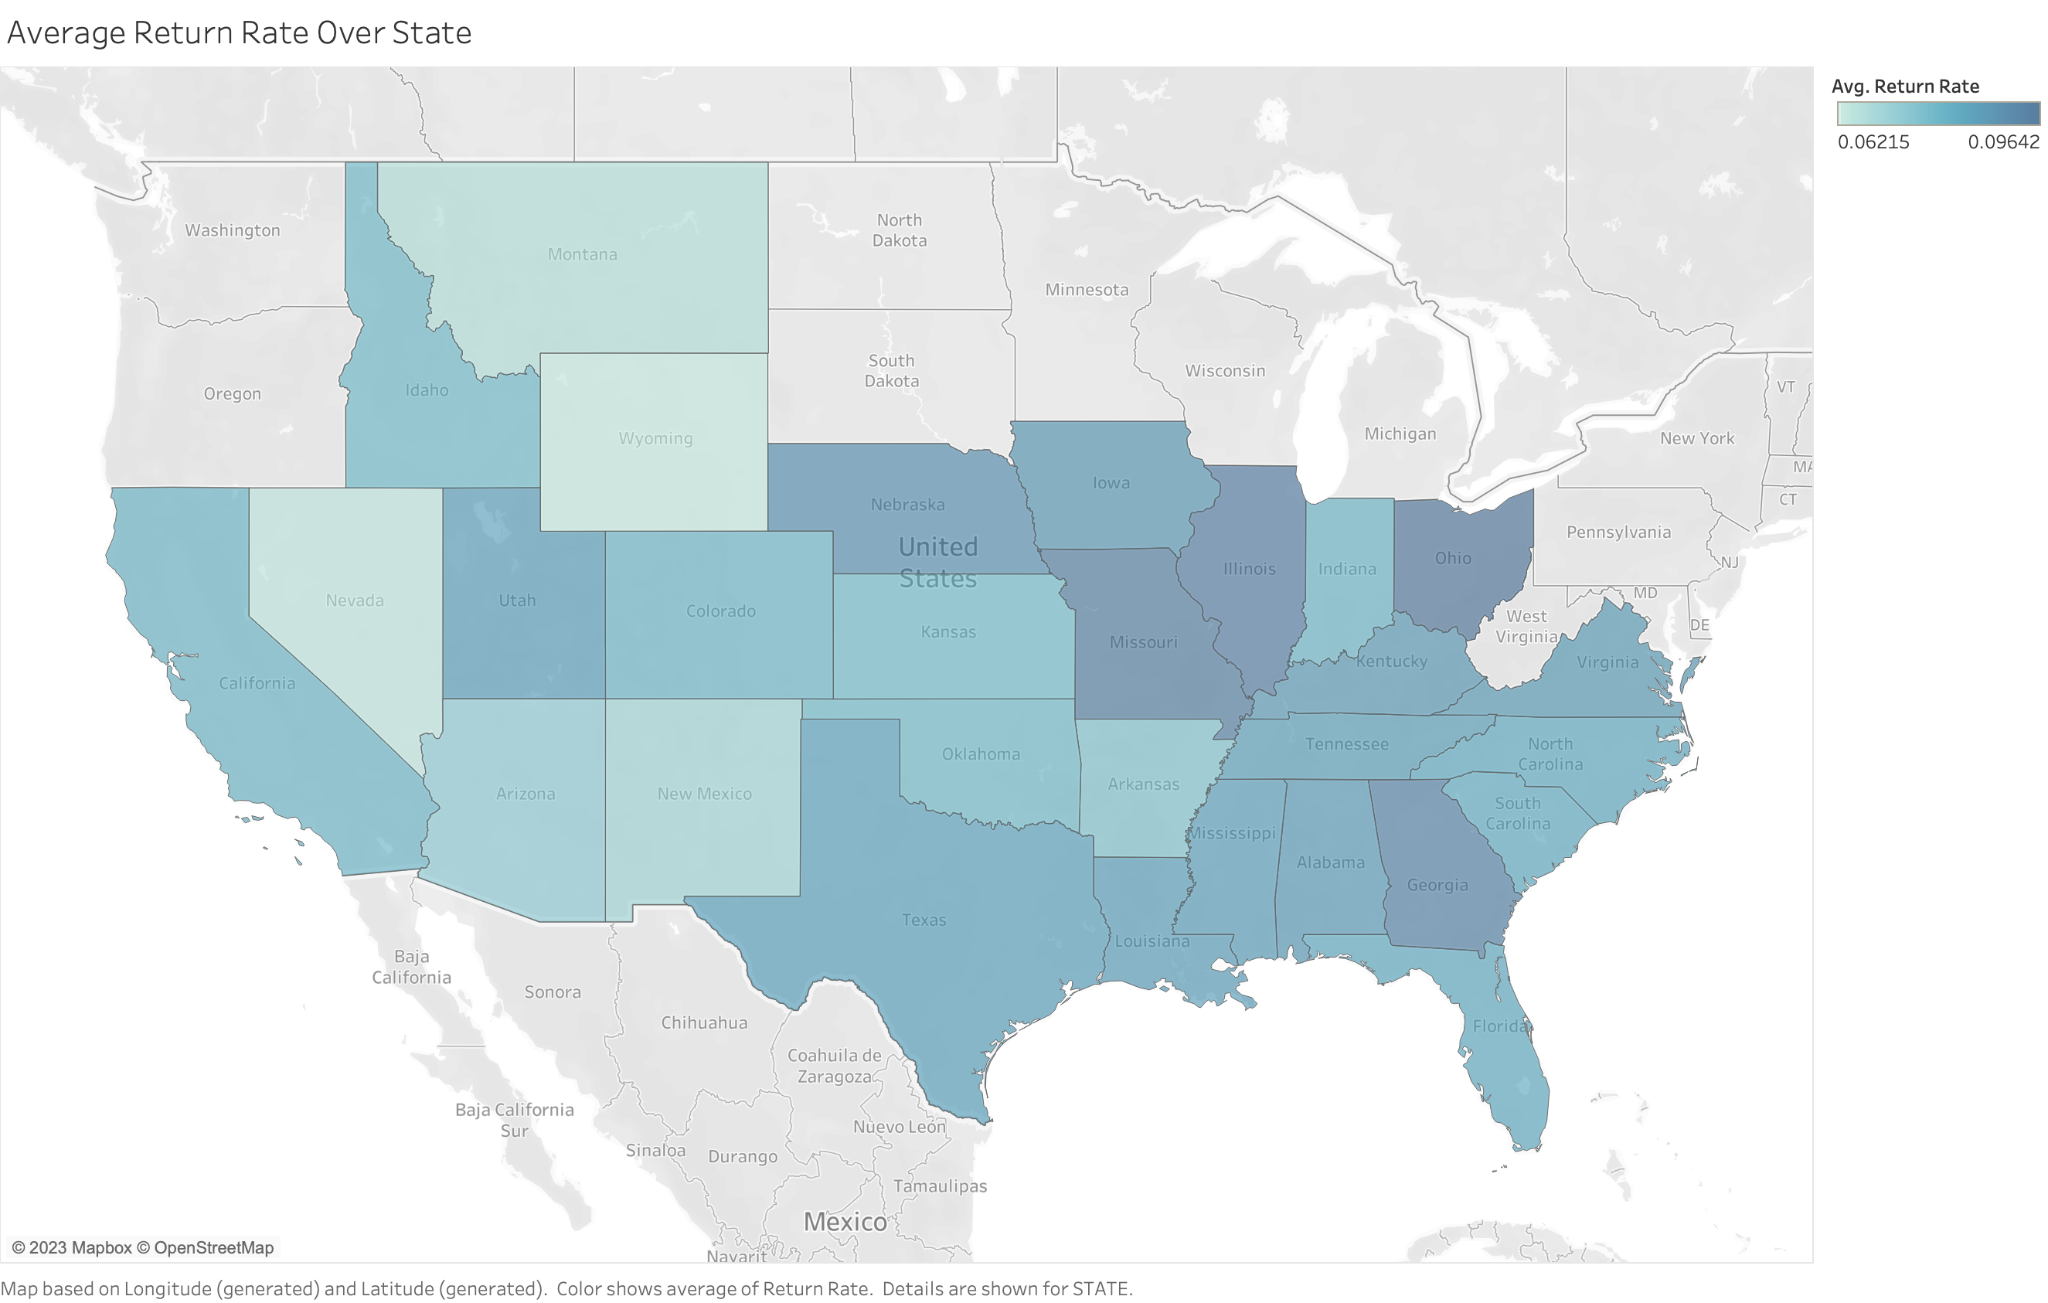 Average Return Rate Over State
Avg. Return Rate
0.06215 0.09642
Washington
Montana
North
Dakota
Minnesota
Oregon
Idaho
South
Dakota
Wisconsin
VT
Wyoming
Michigan
New York
MA
CT
Iowa
Nebraska
Pennsylvania
United
States
Ohio
NJ
Illinois
Indiana
MD
Nevada
Utah
Colorado
Kansas
DE
West
Virginia
Missouri
Kentucky
Virginia
California
Tennessee
North
Carolina
Oklahoma
Arkansas
Arizona
New Mexico
South
Carolina
Mississippi
Alabama
Georgia
Texas
Louisiana
Baja
California
Sonora
Chihuahua
Florida
Coahuila de
Zaragoza
Baja California
Sur
Nuevo León
Sinaloa
Durango
Tamaulipas
Mexico
Nayarit
© 2023 Mapbox © OpenStreetMap
Map based on Longitude (generated) and Latitude (generated).  Color shows average of Return Rate.  Details are shown for STATE.